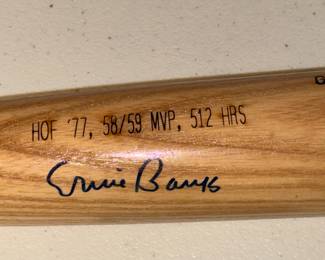 HOF '77, 58/59 MVP, 512 HRS
Ernie Banks